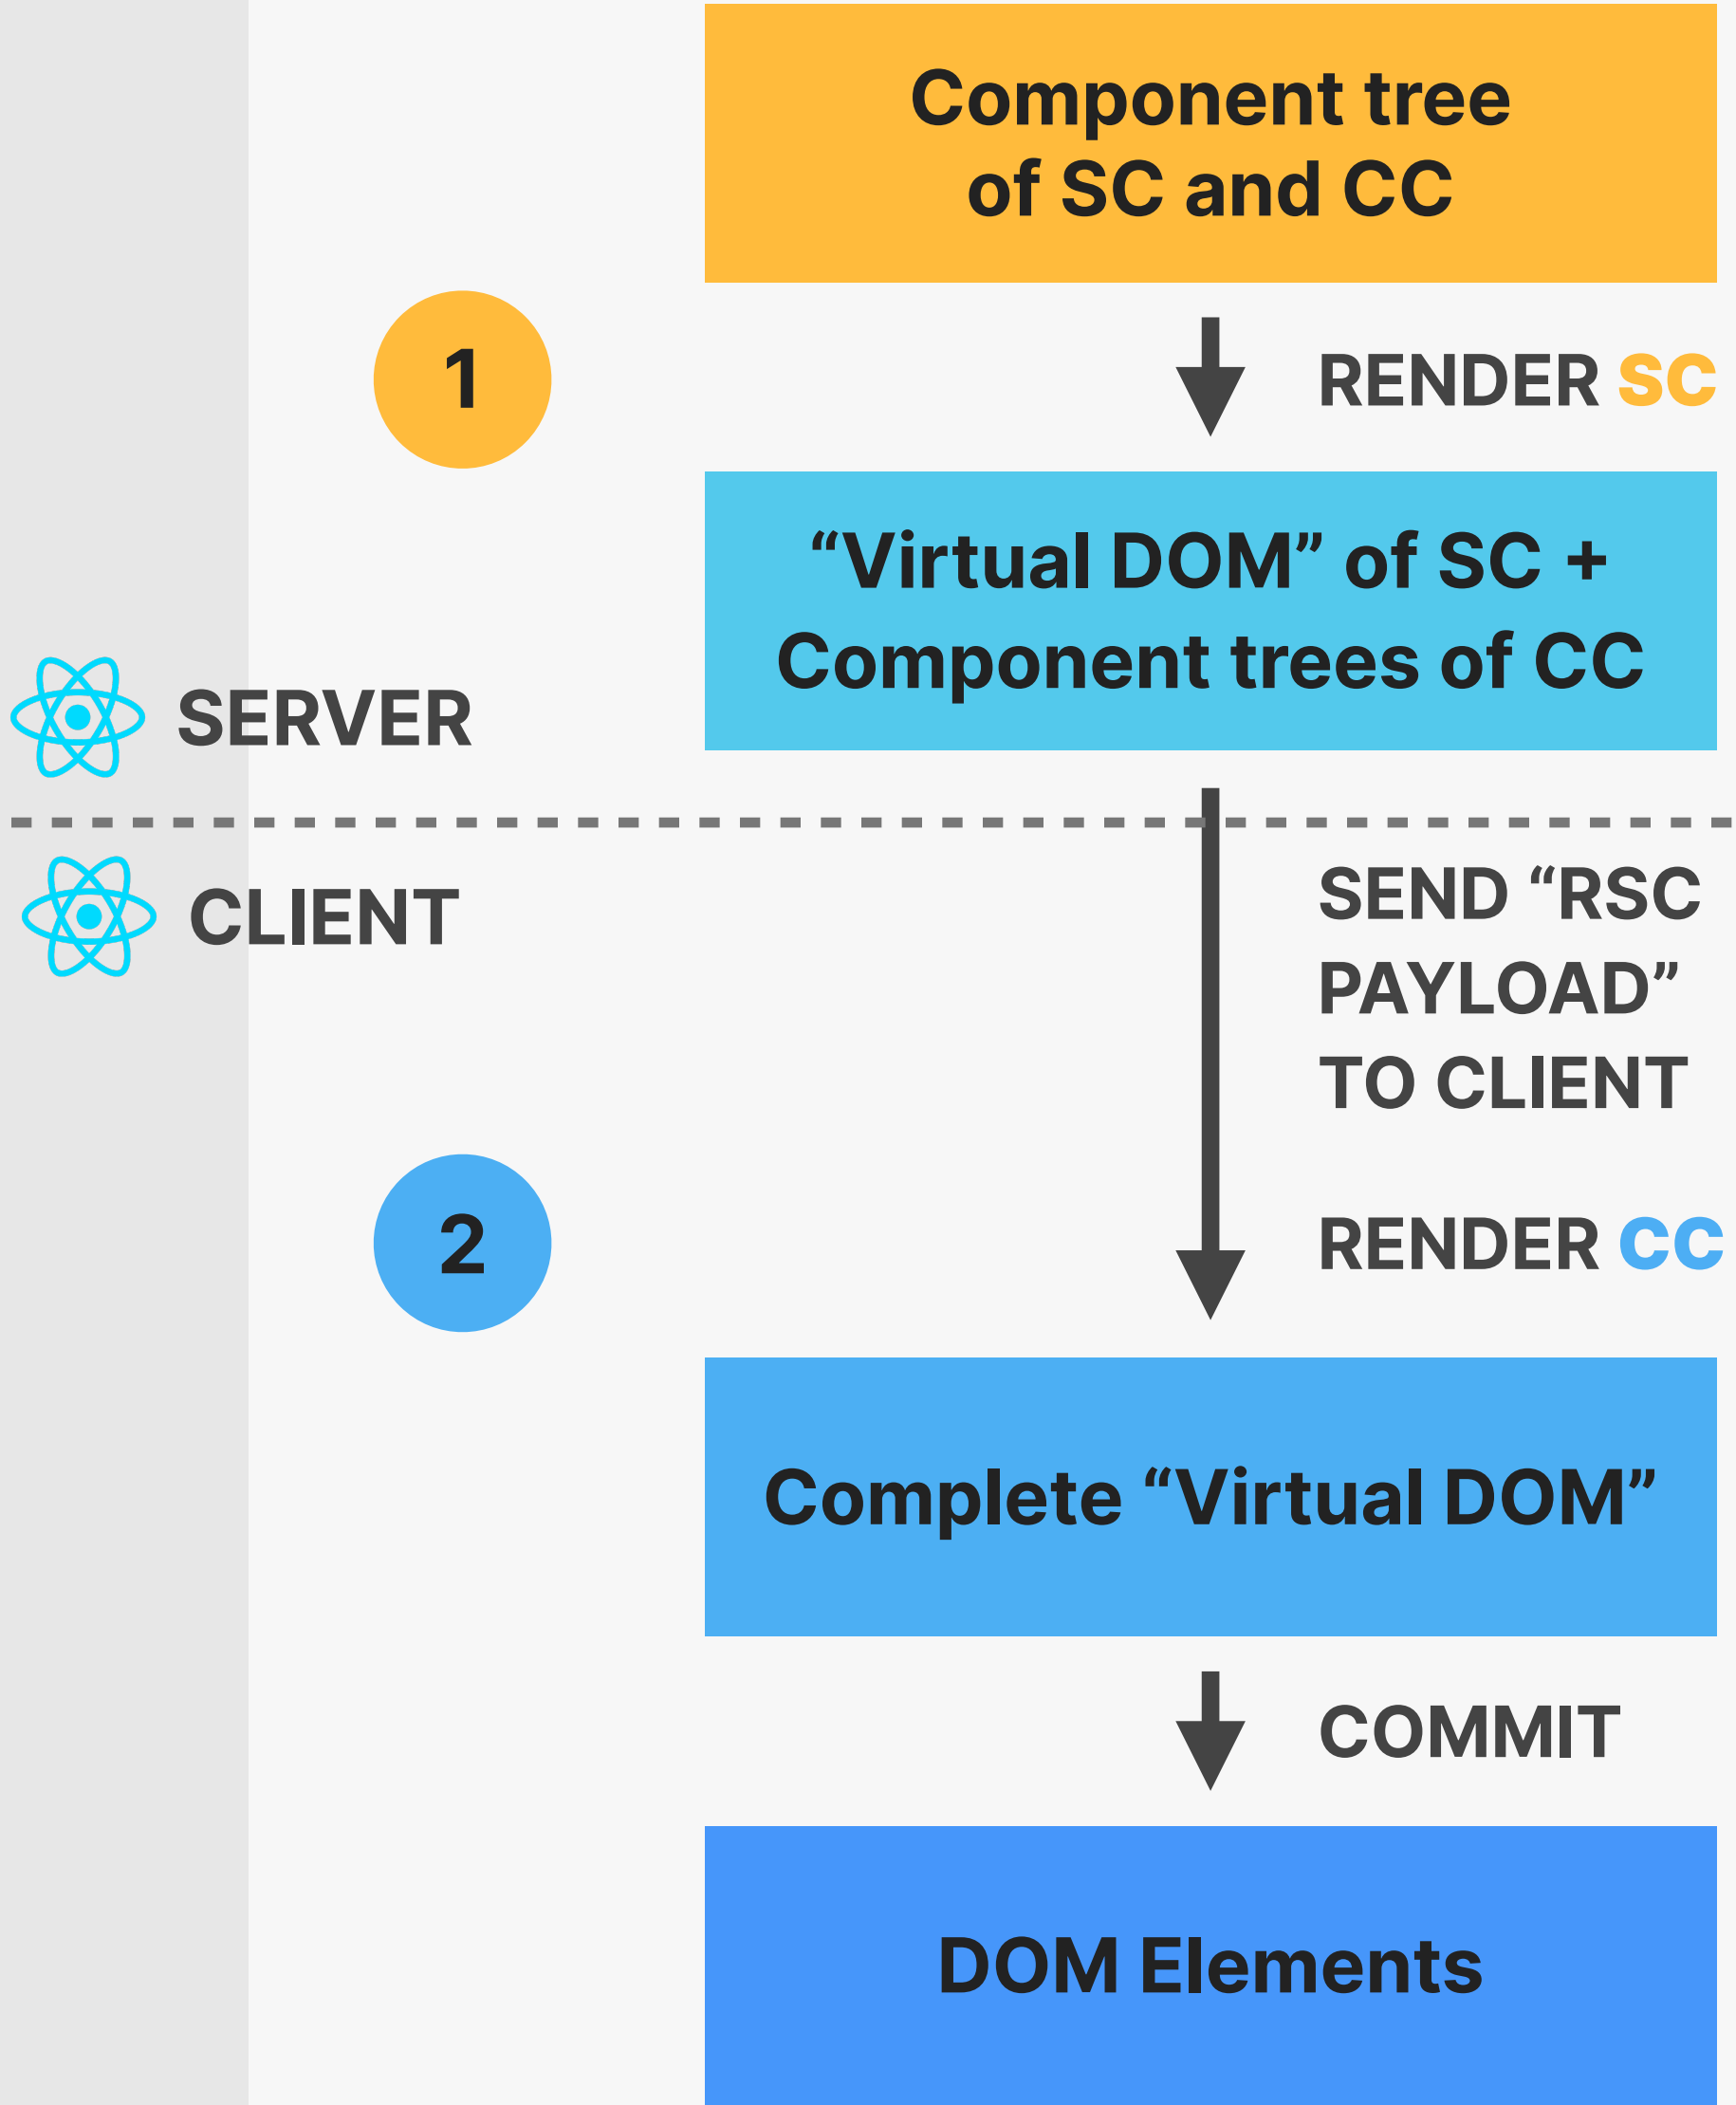 Component tree
of SC and CC
1
RENDER SC
“Virtual DOM” of SC +
Component trees of CC
SERVER
CLIENT
SEND “RSC
PAYLOAD”
TO CLIENT
2
RENDER CC
Complete “Virtual DOM”
COMMIT
DOM Elements